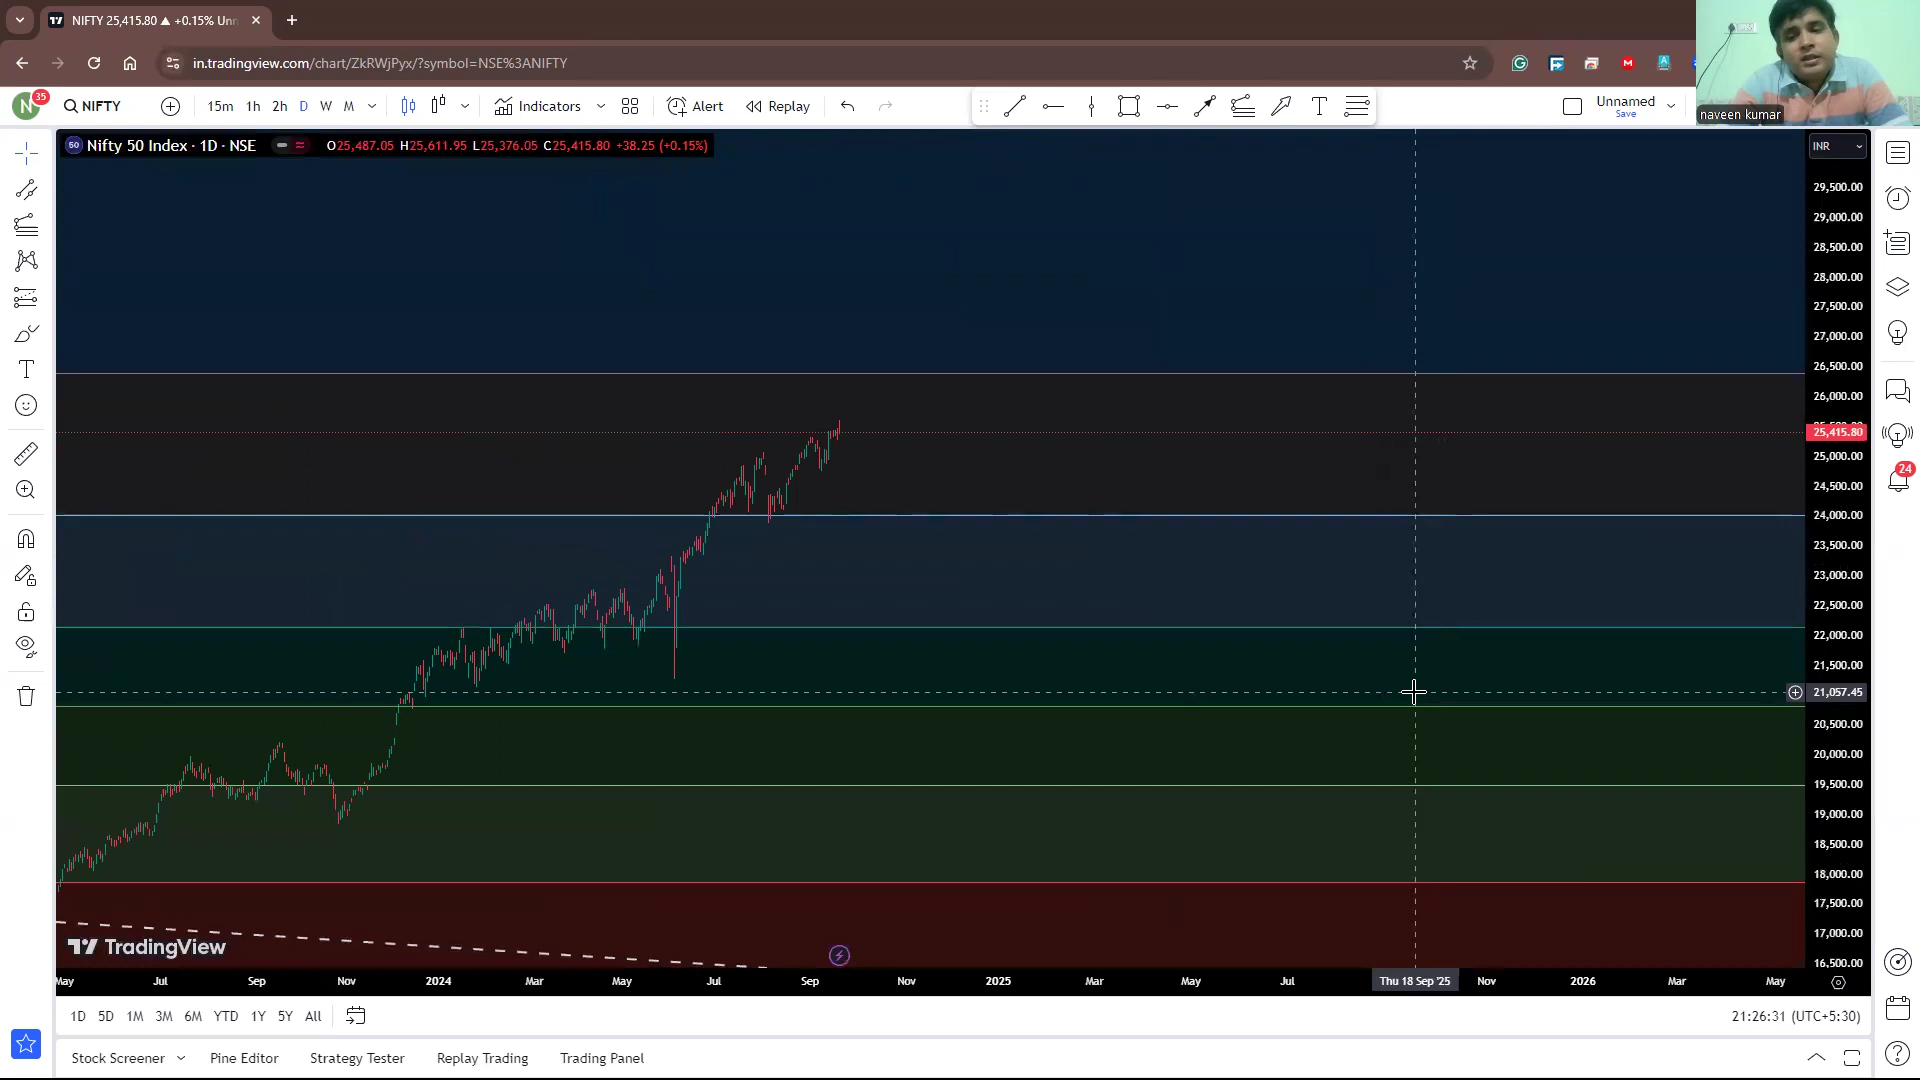 NIFTY 25,415.80 ▲ +0.15% Unn
in.tradingview.com/chart/ZkRWjPyx/?symbol=NSE%3ANIFTY
naveen kumar
N 35
NIFTY
15m 1h 2h D W M
Indicators
Alert
Replay
Unnamed
Save
50 Nifty 50 Index · 1D · NSE O25,487.05 H25,611.95 L25,376.05 C25,415.80 +38.25 (+0.15%)
INR
29,500.00
29,000.00
28,500.00
28,000.00
27,500.00
27,000.00
26,500.00
26,000.00
25,415.80
25,000.00
24,500.00
24,000.00
23,500.00
23,000.00
22,500.00
22,000.00
21,500.00
21,057.45
20,500.00
20,000.00
19,500.00
19,000.00
18,500.00
18,000.00
17,500.00
17,000.00
16,500.00
24
TradingView
May Jul Sep Nov 2024 Mar May Jul Sep Nov 2025 Mar May Jul Thu 18 Sep '25 Nov 2026 Mar May
1D 5D 1M 3M 6M YTD 1Y 5Y All
21:26:31 (UTC+5:30)
Stock Screener Pine Editor Strategy Tester Replay Trading Trading Panel